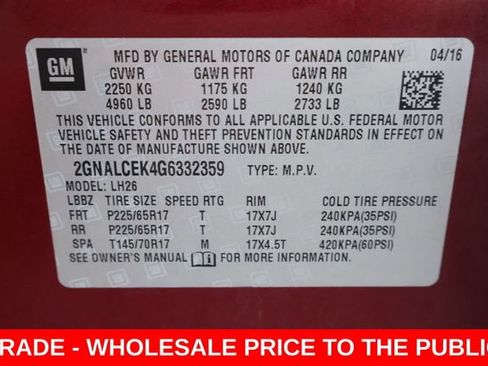 GM
MFD BY GENERAL MOTORS OF CANADA COMPANY 04/16
GVWR GAWR FRT GAWR RR
2250 KG 1175 KG 1240 KG
4960 LB 2590 LB 2733 LB
THIS VEHICLE CONFORMS TO ALL APPLICABLE U.S. FEDERAL MOTOR
VEHICLE SAFETY AND THEFT PREVENTION STANDARDS IN EFFECT ON THE DATE
OF MANUFACTURE SHOWN ABOVE.
2GNALCEK4G6332359 TYPE: M.P.V.
MODEL: LH26
LBBZ TIRE SIZE SPEED RTG RIM COLD TIRE PRESSURE
FRT P225/65R17 T 17X7J 240KPA(35PSI)
RR P225/65R17 T 17X7J 240KPA(35PSI)
SPA T145/70R17 M 17X4.5T 420KPA(60PSI)
SEE OWNER'S MANUAL FOR MORE INFORMATION
RADE - WHOLESALE PRICE TO THE PUBLIC